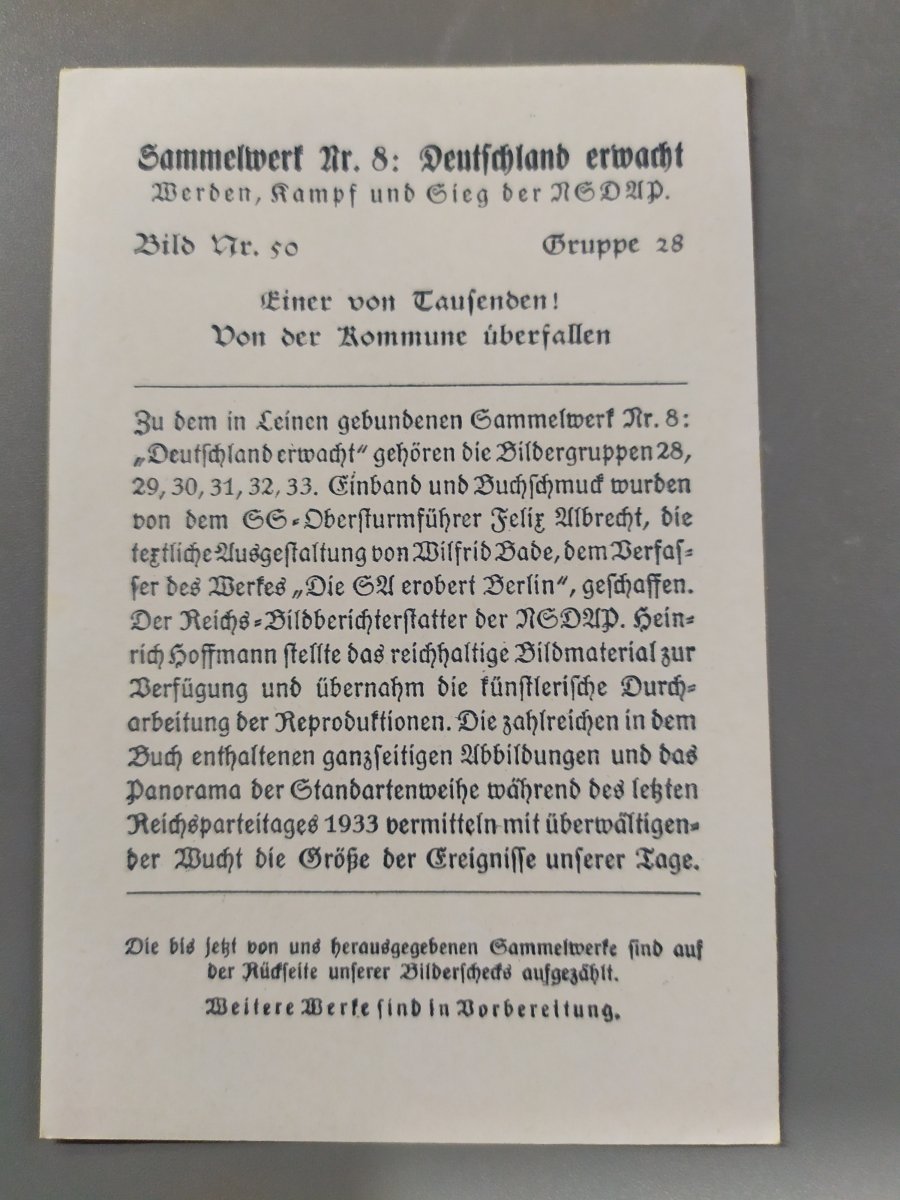 Sammelwerk Nr. 8: Deutschland erwacht
Werden, Kampf und Sieg der NSDAP.
Bild Nr. 50 Gruppe 28
Einer von Tausenden!
Von der Kommune überfallen
Zu dem in Leinen gebundenen Sammelwerk Nr. 8:
„Deutschland erwacht“ gehören die Bildergruppen 28,
29, 30, 31, 32, 33. Einband und Buchschmuck wurden
von dem SS-Obersturmführer Felix Albrecht, die
textliche Ausgestaltung von Wilfrid Bade, dem Verfas-
ser des Werkes „Die SA erobert Berlin“, geschaffen.
Der Reichs-Bildberichterstatter der NSDAP. Hein-
rich Hoffmann stellte das reichhaltige Bildmaterial zur
Verfügung und übernahm die künstlerische Durch-
arbeitung der Reproduktionen. Die zahlreichen in dem
Buch enthaltenen ganzseitigen Abbildungen und das
Panorama der Standartenweihe während des letzten
Reichsparteitages 1933 vermitteln mit überwältigen-
der Wucht die Größe der Ereignisse unserer Tage.
Die bis jetzt von uns herausgegebenen Sammelwerke sind auf
der Rückseite unserer Bilderschecks aufgezählt.
Weitere Werke sind in Vorbereitung.